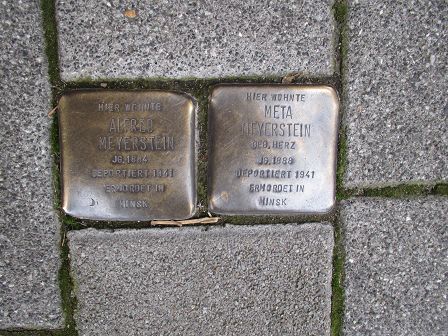 HIER WOHNTE
ALFRED
MEYERSTEIN
JG. 1884
DEPORTIERT 1941
ERMORDET IN
MINSK
HIER WOHNTE
META
MEYERSTEIN
GEB. HERZ
JG. 1888
DEPORTIERT 1941
ERMORDET IN
MINSK